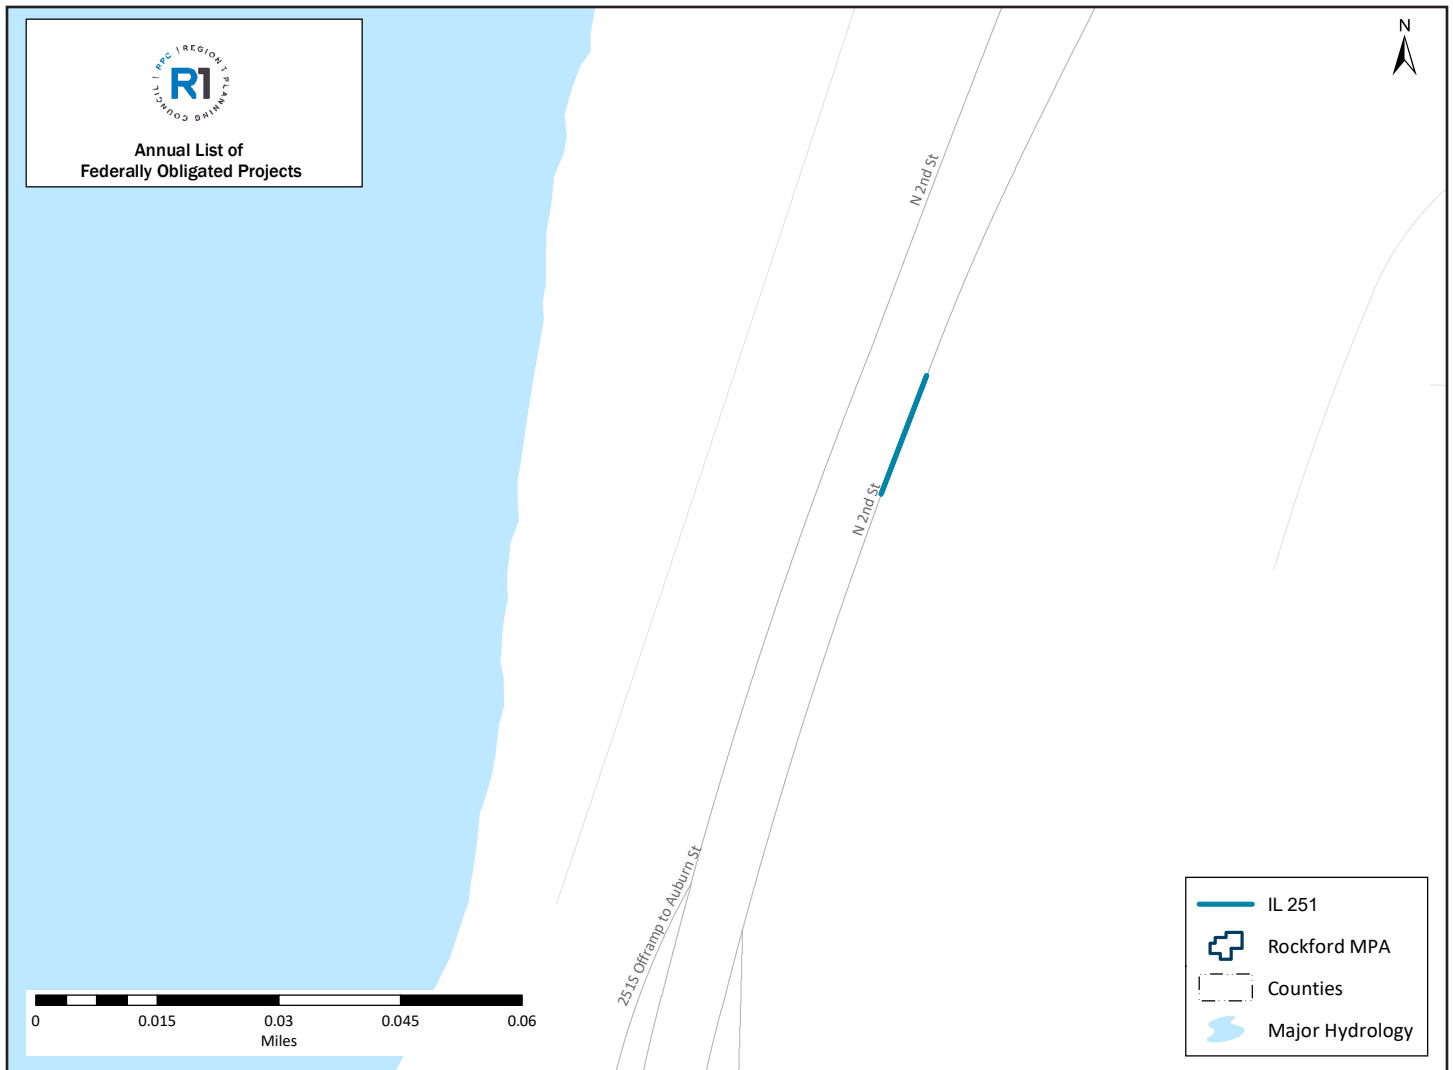 RPC | REGION 1 PLANNING COUNCIL |
R1
Annual List of
Federally Obligated Projects
N
N 2nd St
N 2nd St
251S Offramp to Auburn St
0 0.015 0.03 0.045 0.06
Miles
IL 251
Rockford MPA
Counties
Major Hydrology